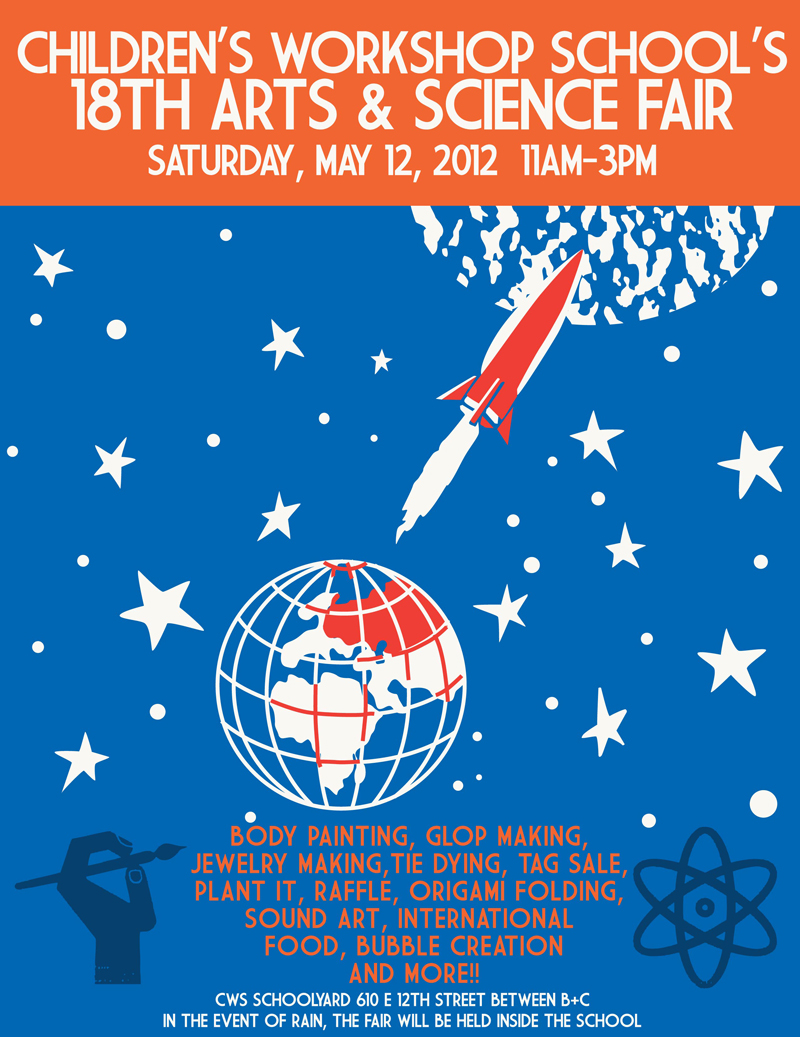 CHILDREN'S WORKSHOP SCHOOL'S
18TH ARTS & SCIENCE FAIR
SATURDAY, MAY 12, 2012 11AM-3PM
BODY PAINTING, GLOP MAKING,
JEWELRY MAKING,TIE DYING, TAG SALE,
PLANT IT, RAFFLE, ORIGAMI FOLDING,
SOUND ART, INTERNATIONAL
FOOD, BUBBLE CREATION
AND MORE!!
CWS SCHOOLYARD 610 E 12TH STREET BETWEEN B+C
IN THE EVENT OF RAIN, THE FAIR WILL BE HELD INSIDE THE SCHOOL